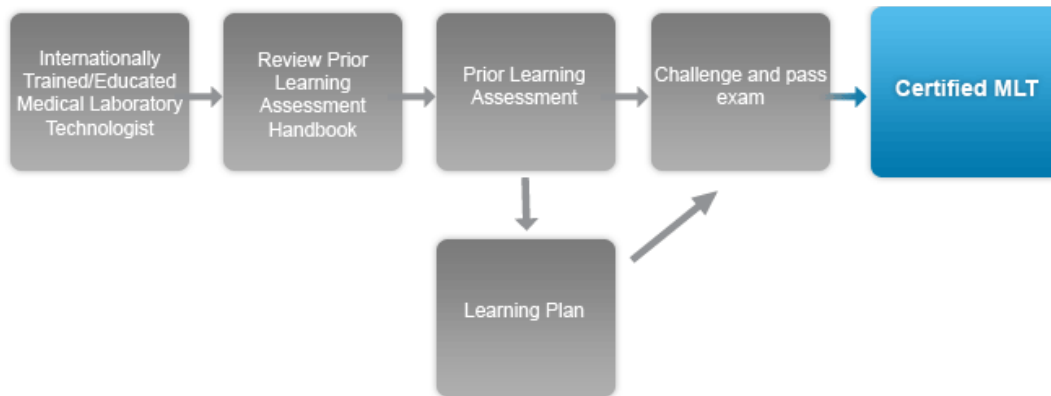 Internationally
Trained/Educated
Medical Laboratory
Technologist
Review Prior
Learning
Assessment
Handbook
Prior Learning
Assessment
Challenge and pass
exam
Certified MLT
Learning Plan